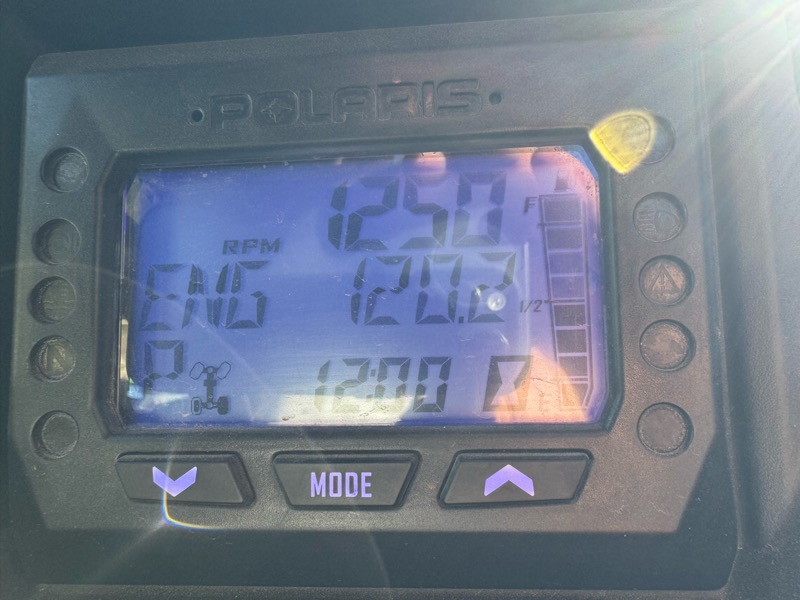 POLARIS
1250
F
RPM
ENG 120.2
1/2
P 12:00
MODE